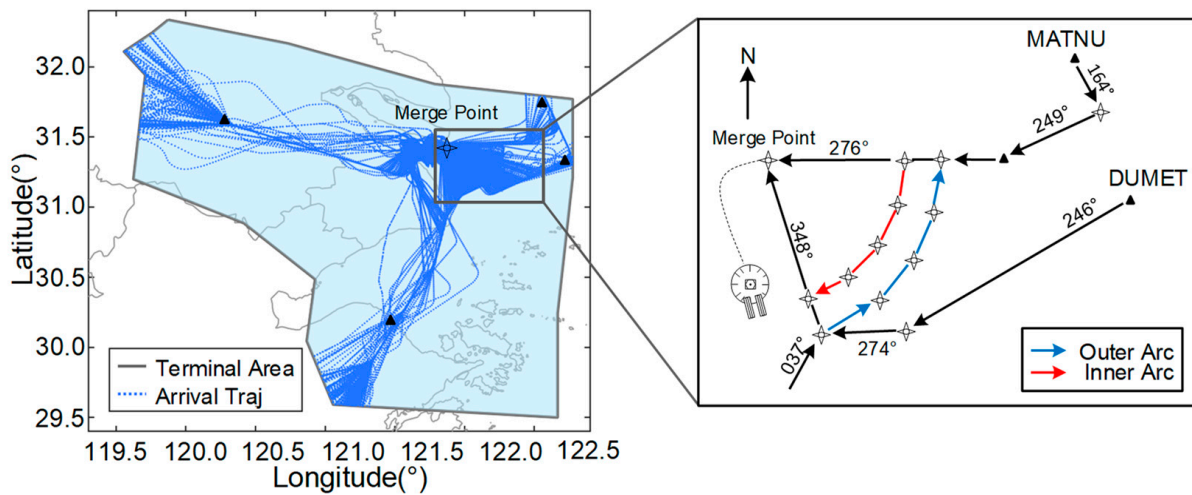 32.0
31.5
31.0
30.5
30.0
29.5
Latitude(°)
Merge Point
Terminal Area
Arrival Traj
119.5 120.0 120.5 121.0 121.5 122.0 122.5
Longitude(°)
N
MATNU
164°
249°
Merge Point
276°
DUMET
246°
348°
274°
037°
Outer Arc
Inner Arc